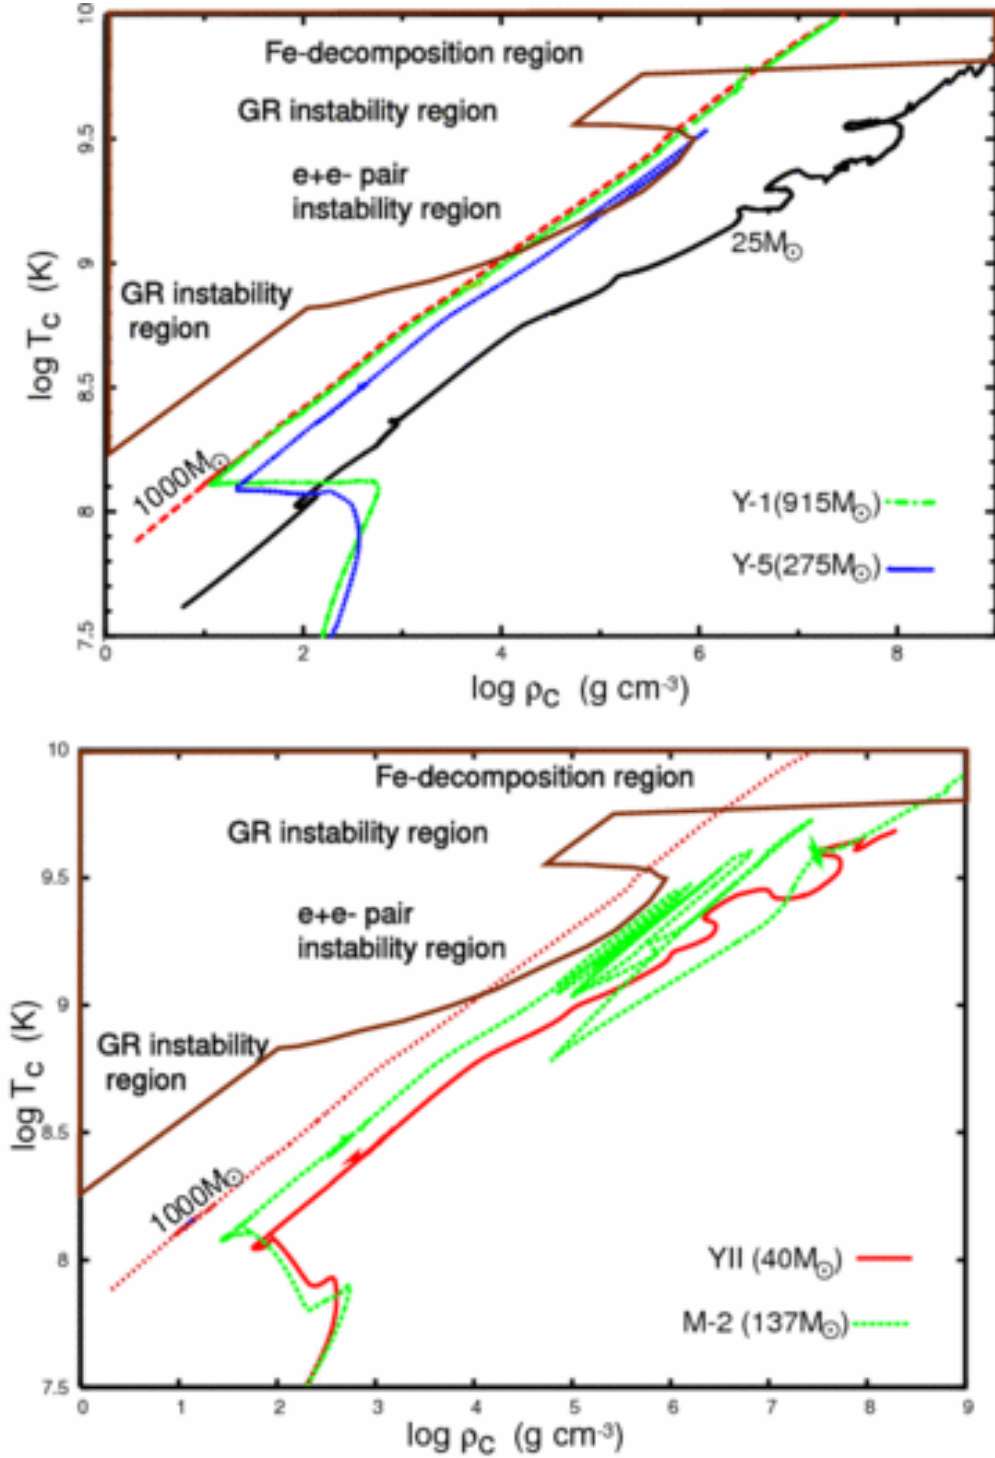 10
Fe-decomposition region
GR instability region
9.5
e+e- pair
instability region
25M⊙
9
GR instability
region
log Tc (K)
8.5
1000M⊙
8
Y-1(915M⊙)
Y-5(275M⊙)
7.5
0 2 4 6 8
log ρc (g cm-3)
10
Fe-decomposition region
GR instability region
9.5
e+e- pair
instability region
9
GR instability
region
log Tc (K)
8.5
1000M⊙
8
YII (40M⊙)
M-2 (137M⊙)
7.5
0 1 2 3 4 5 6 7 8 9
log ρc (g cm-3)